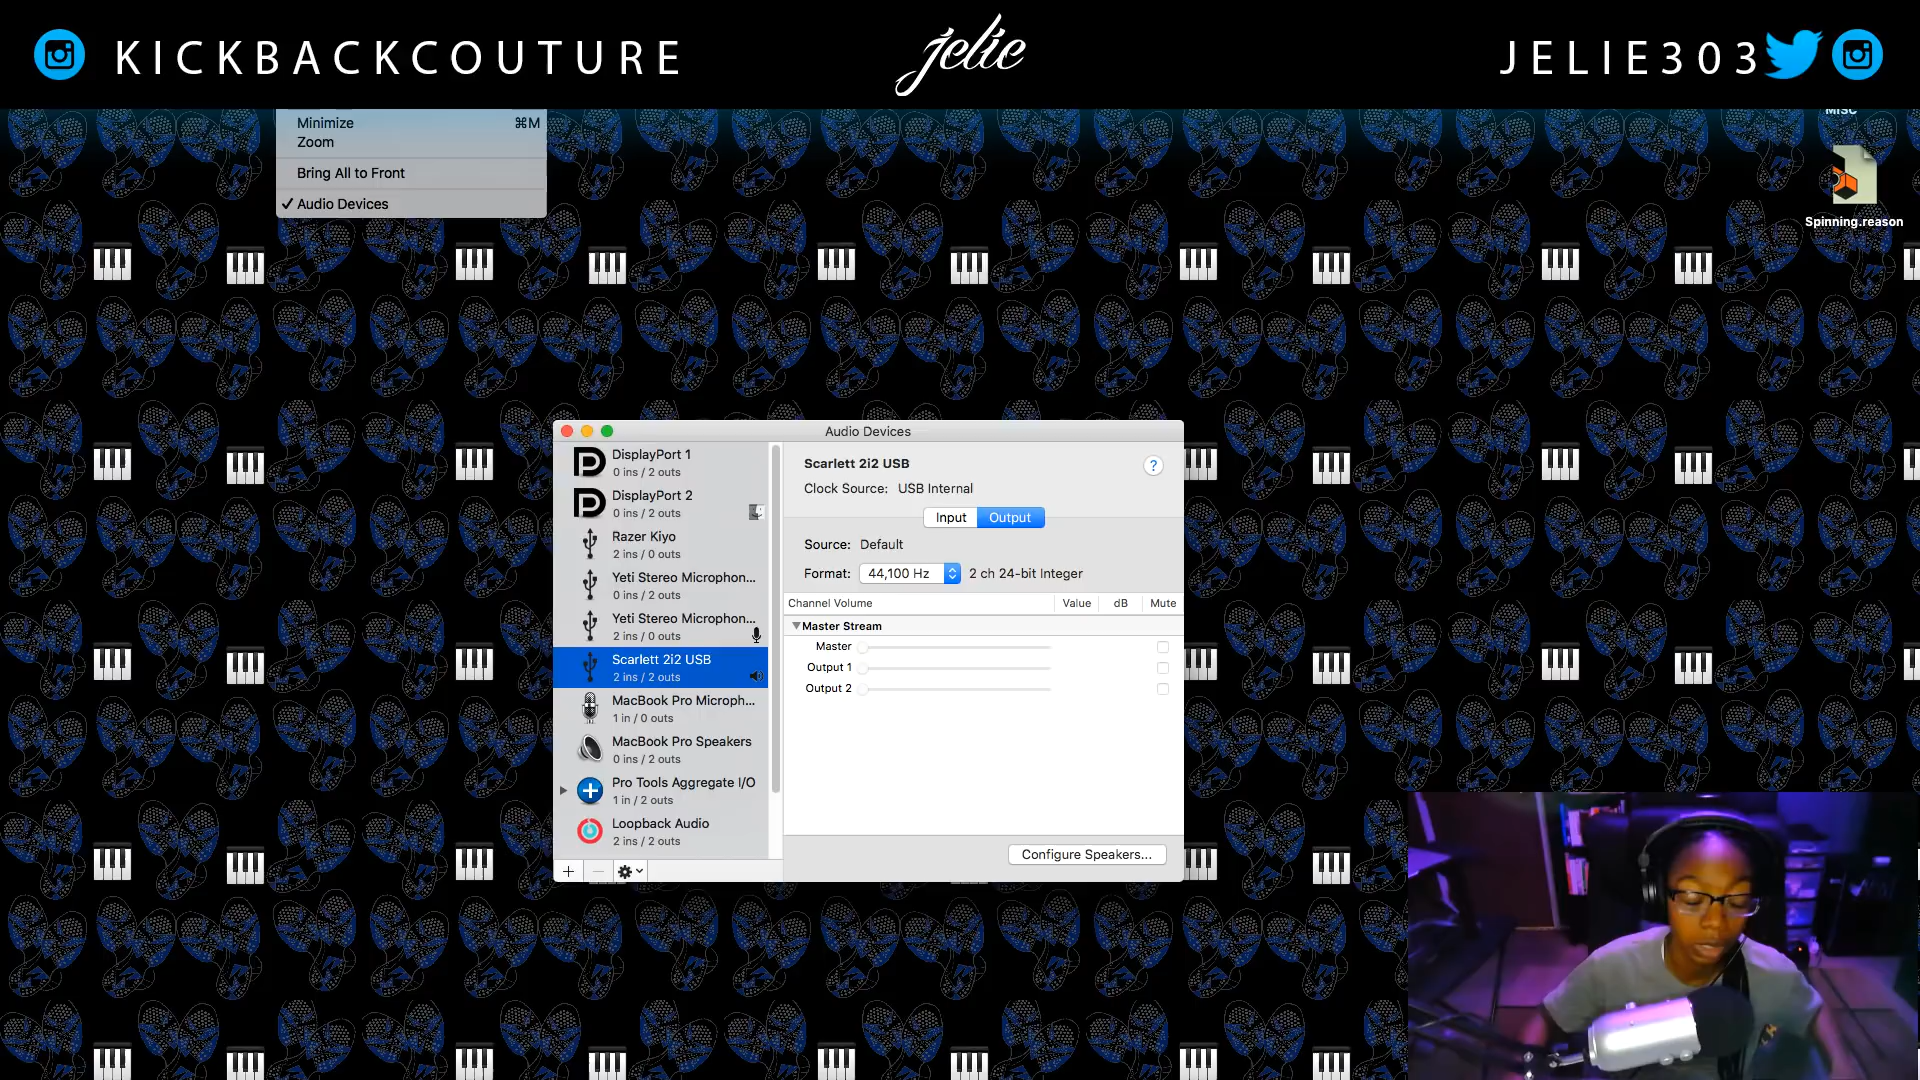 KICKBACKCOUTURE
jelie
JELIE303
Minimize ⌘M
Zoom
Bring All to Front
✓ Audio Devices
MISC
Spinning.reason
Audio Devices
DisplayPort 1
0 ins / 2 outs
DisplayPort 2
0 ins / 2 outs
Razer Kiyo
2 ins / 0 outs
Yeti Stereo Microphon...
0 ins / 2 outs
Yeti Stereo Microphon...
2 ins / 0 outs
Scarlett 2i2 USB
2 ins / 2 outs
MacBook Pro Microph...
1 in / 0 outs
MacBook Pro Speakers
0 ins / 2 outs
Pro Tools Aggregate I/O
1 in / 2 outs
Loopback Audio
2 ins / 2 outs
Scarlett 2i2 USB
?
Clock Source: USB Internal
Input Output
Source: Default
Format: 44,100 Hz 2 ch 24-bit Integer
Channel Volume Value dB Mute
Master Stream
Master
Output 1
Output 2
Configure Speakers...